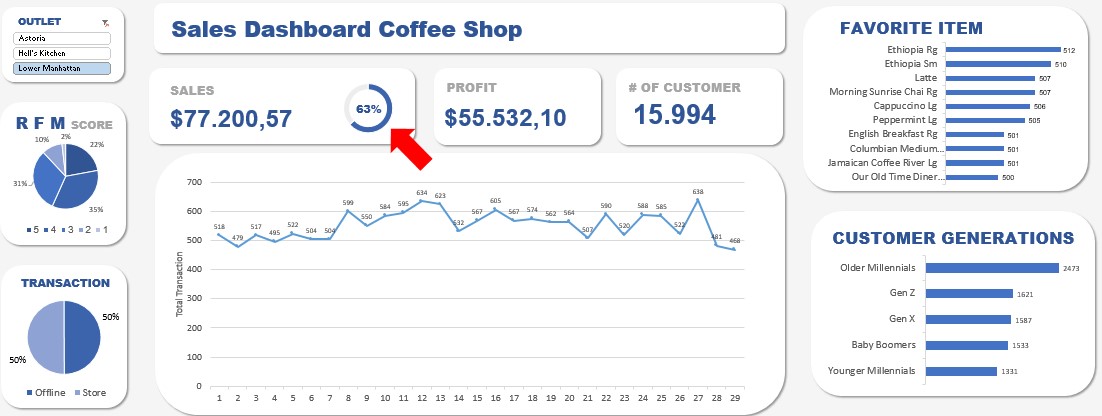 OUTLET
Astoria
Hell's Kitchen
Lower Manhattan
Sales Dashboard Coffee Shop
SALES
$77.200,57
63%
PROFIT
$55.532,10
# OF CUSTOMER
15.994
R F M SCORE
2%
10%
22%
31%
35%
5 4 3 2 1
TRANSACTION
50%
50%
Offline Store
Total Transaction
700
600
500
400
300
200
100
0
518 479 517 495 522 504 504 599 550 584 595 634 623 532 567 605 567 574 562 564 507 590 520 588 585 522 638 481 468
1 2 3 4 5 6 7 8 9 10 11 12 13 14 15 16 17 18 19 20 21 22 23 24 25 26 27 28 29
FAVORITE ITEM
Ethiopia Rg 512
Ethiopia Sm 510
Latte 507
Morning Sunrise Chai Rg 507
Cappuccino Lg 506
Peppermint Lg 505
English Breakfast Rg 501
Columbian Medium... 501
Jamaican Coffee River Lg 501
Our Old Time Diner... 500
CUSTOMER GENERATIONS
Older Millennials 2473
Gen Z 1621
Gen X 1587
Baby Boomers 1533
Younger Millennials 1331